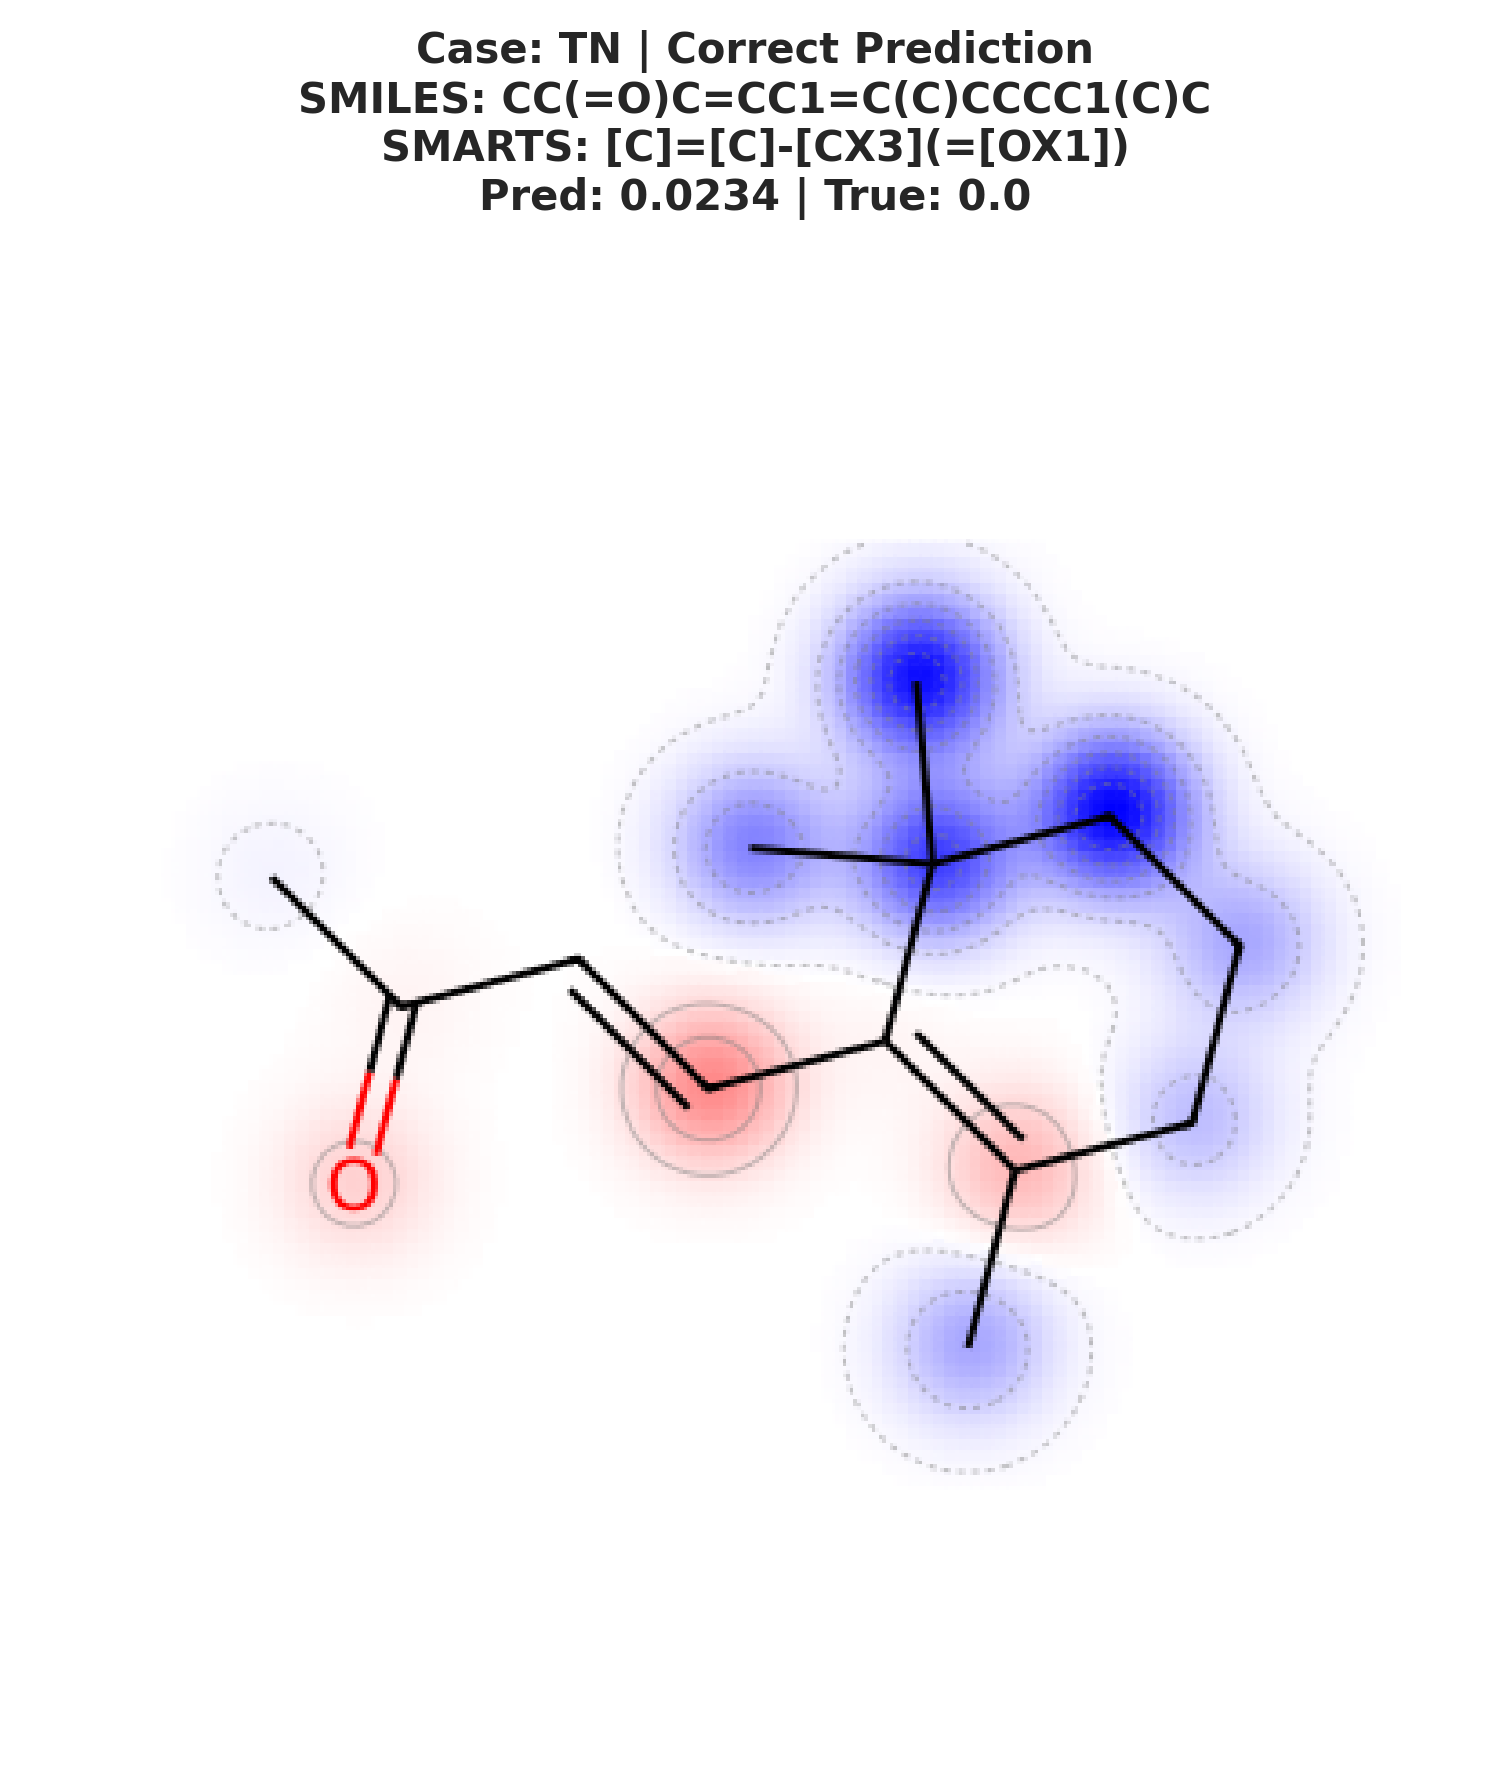 Case: TN | Correct Prediction
SMILES: CC(=O)C=CC1=C(C)CCCC1(C)C
SMARTS: [C]=[C]-[CX3](=[OX1])
Pred: 0.0234 | True: 0.0
O